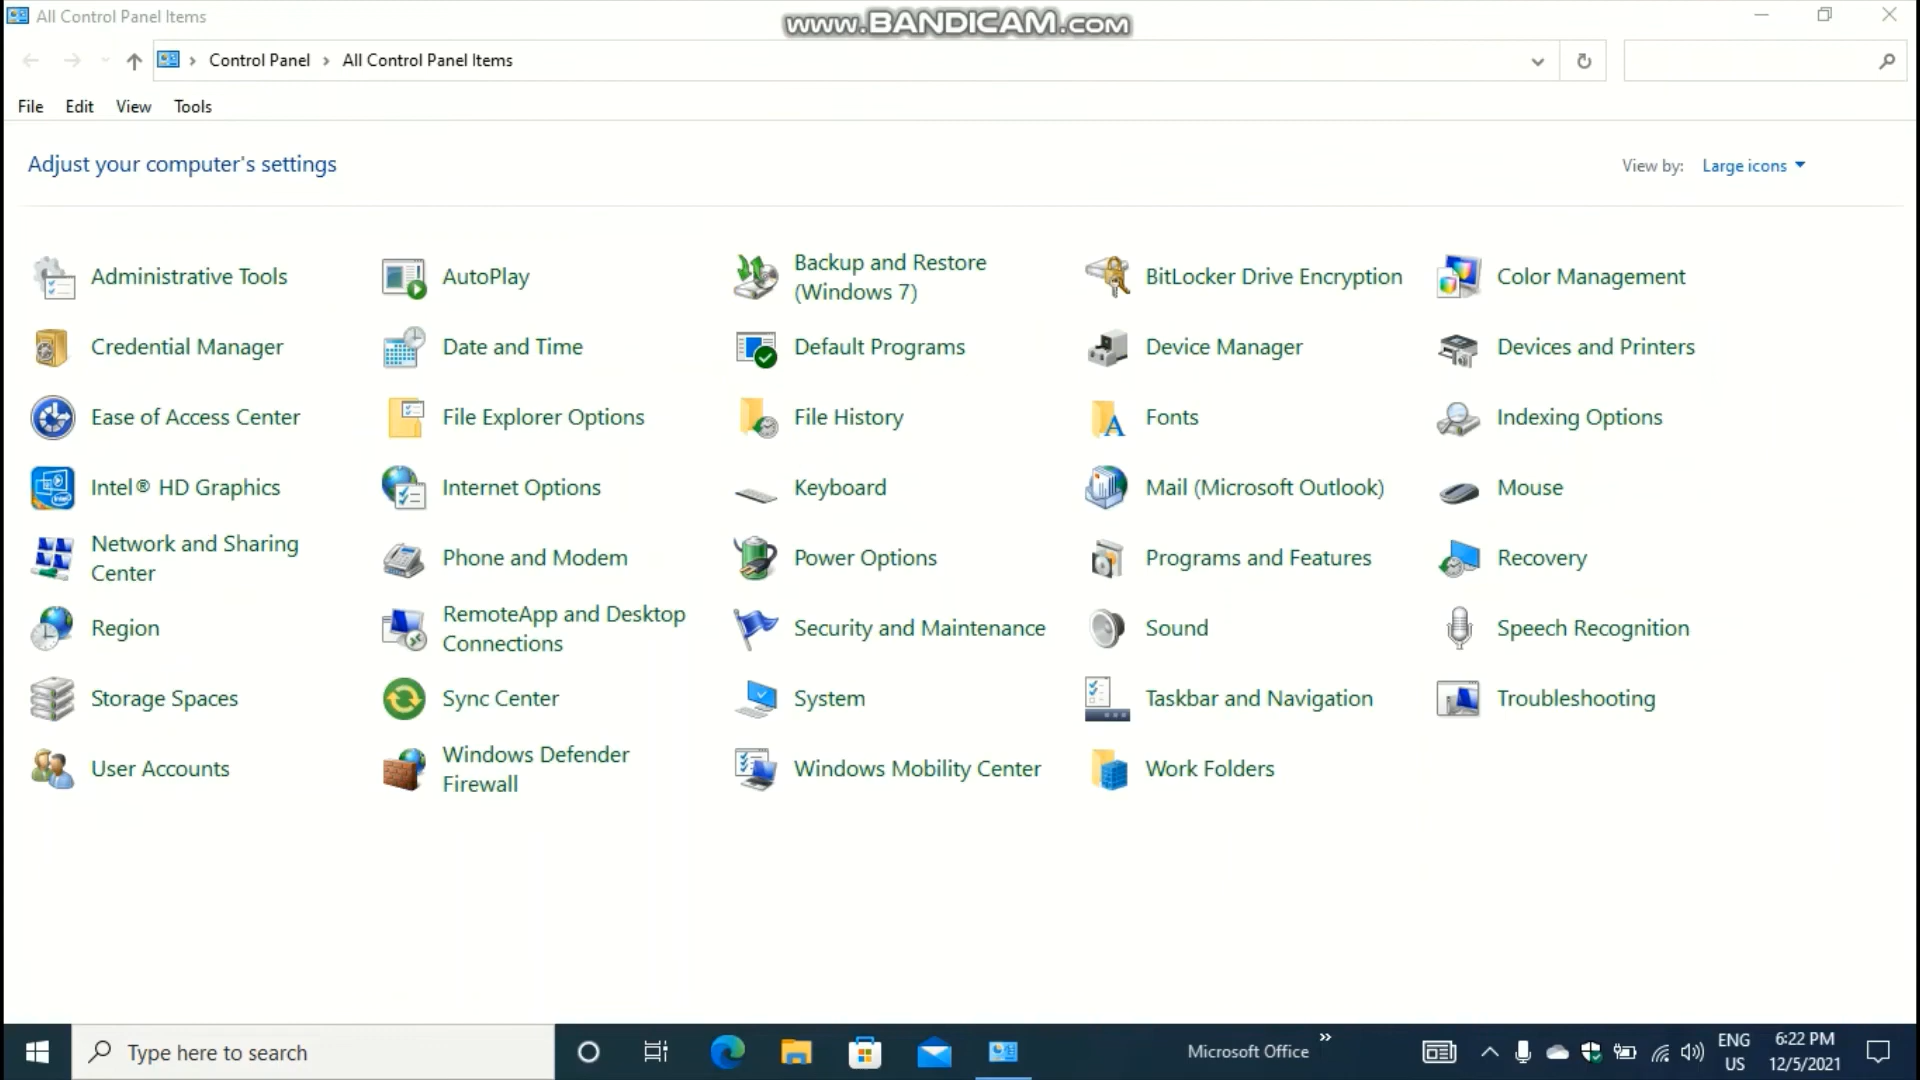 All Control Panel Items
www.BANDICAM.com
Control Panel
All Control Panel Items
File
Edit
View
Tools
Adjust your computer's settings
View by:
Large icons
Administrative Tools
AutoPlay
Backup and Restore
(Windows 7)
BitLocker Drive Encryption
Color Management
Credential Manager
Date and Time
Default Programs
Device Manager
Devices and Printers
Ease of Access Center
File Explorer Options
File History
Fonts
Indexing Options
Intel® HD Graphics
Internet Options
Keyboard
Mail (Microsoft Outlook)
Mouse
Network and Sharing
Center
Phone and Modem
Power Options
Programs and Features
Recovery
Region
RemoteApp and Desktop
Connections
Security and Maintenance
Sound
Speech Recognition
Storage Spaces
Sync Center
System
Taskbar and Navigation
Troubleshooting
User Accounts
Windows Defender
Firewall
Windows Mobility Center
Work Folders
Type here to search
Microsoft Office
ENG
US
6:22 PM
12/5/2021